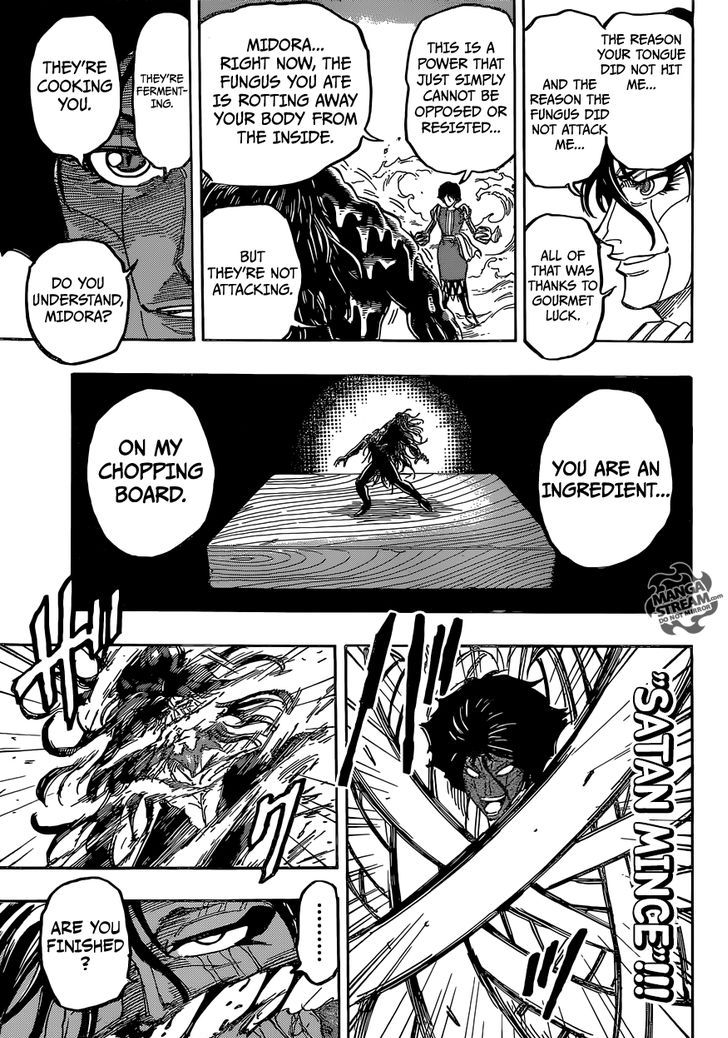 THE REASON
YOUR TONGUE
DID NOT HIT
ME...
AND THE
REASON THE
FUNGUS DID
NOT ATTACK
ME...
ALL OF
THAT WAS
THANKS TO
GOURMET
LUCK.
THIS IS A
POWER THAT
JUST SIMPLY
CANNOT BE
OPPOSED OR
RESISTED...
MIDORA...
RIGHT NOW, THE
FUNGUS YOU ATE
IS ROTTING AWAY
YOUR BODY FROM
THE INSIDE.
BUT
THEY'RE NOT
ATTACKING.
THEY'RE
FERMENT-
ING.
THEY'RE
COOKING
YOU.
DO YOU
UNDERSTAND,
MIDORA?
YOU ARE AN
INGREDIENT...
ON MY
CHOPPING
BOARD.
MANGA
STREAM.com
DO NOT MIRROR
"SATAN MINCE"!!!
.........
ARE YOU
FINISHED
?